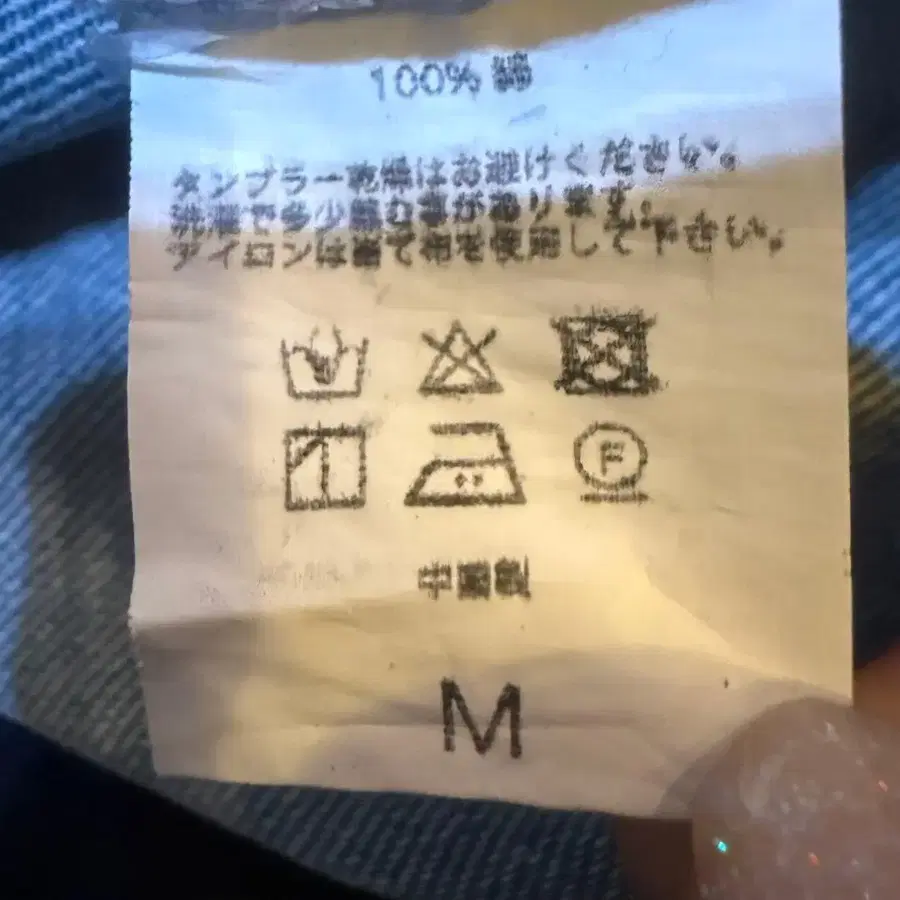 100% 綿
タンブラー乾燥はお避けください。
洗濯で多少縮む事があります。
アイロンは当て布を使用して下さい。
F
中国製
M